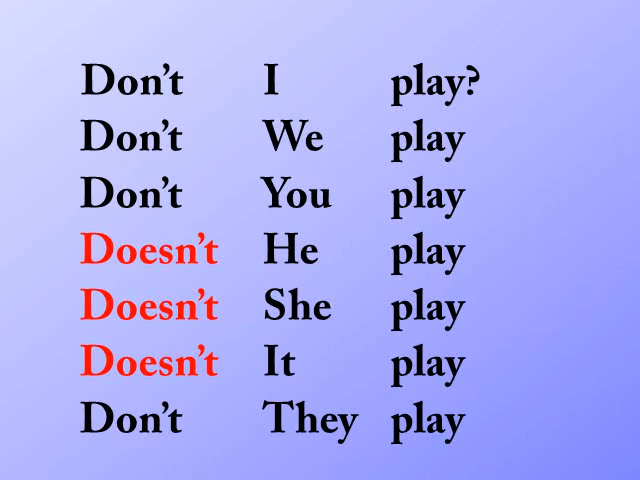 Don’t I play?
Don’t We play
Don’t You play
Doesn’t He play
Doesn’t She play
Doesn’t It play
Don’t They play